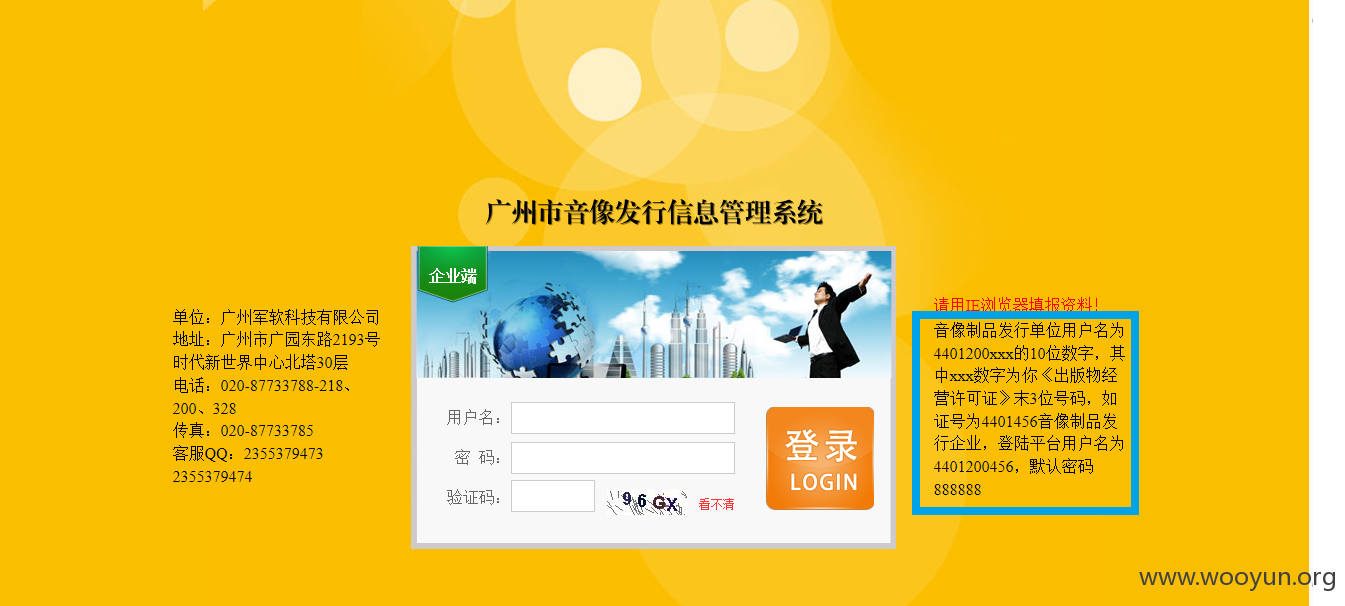 广州市音像发行信息管理系统
企业端
单位：广州军软科技有限公司
地址：广州市广园东路2193号
时代新世界中心北塔30层
电话：020-87733788-218、
200、328
传真：020-87733785
客服QQ：2355379473
2355379474
用户名：
密 码：
验证码：
96GX
看不清
登录
LOGIN
请用IE浏览器填报资料！
音像制品发行单位用户名为
4401200xxx的10位数字，其
中xxx数字为你《出版物经
营许可证》末3位号码，如
证号为4401456音像制品发
行企业，登陆平台用户名为
4401200456，默认密码
888888
www.wooyun.org